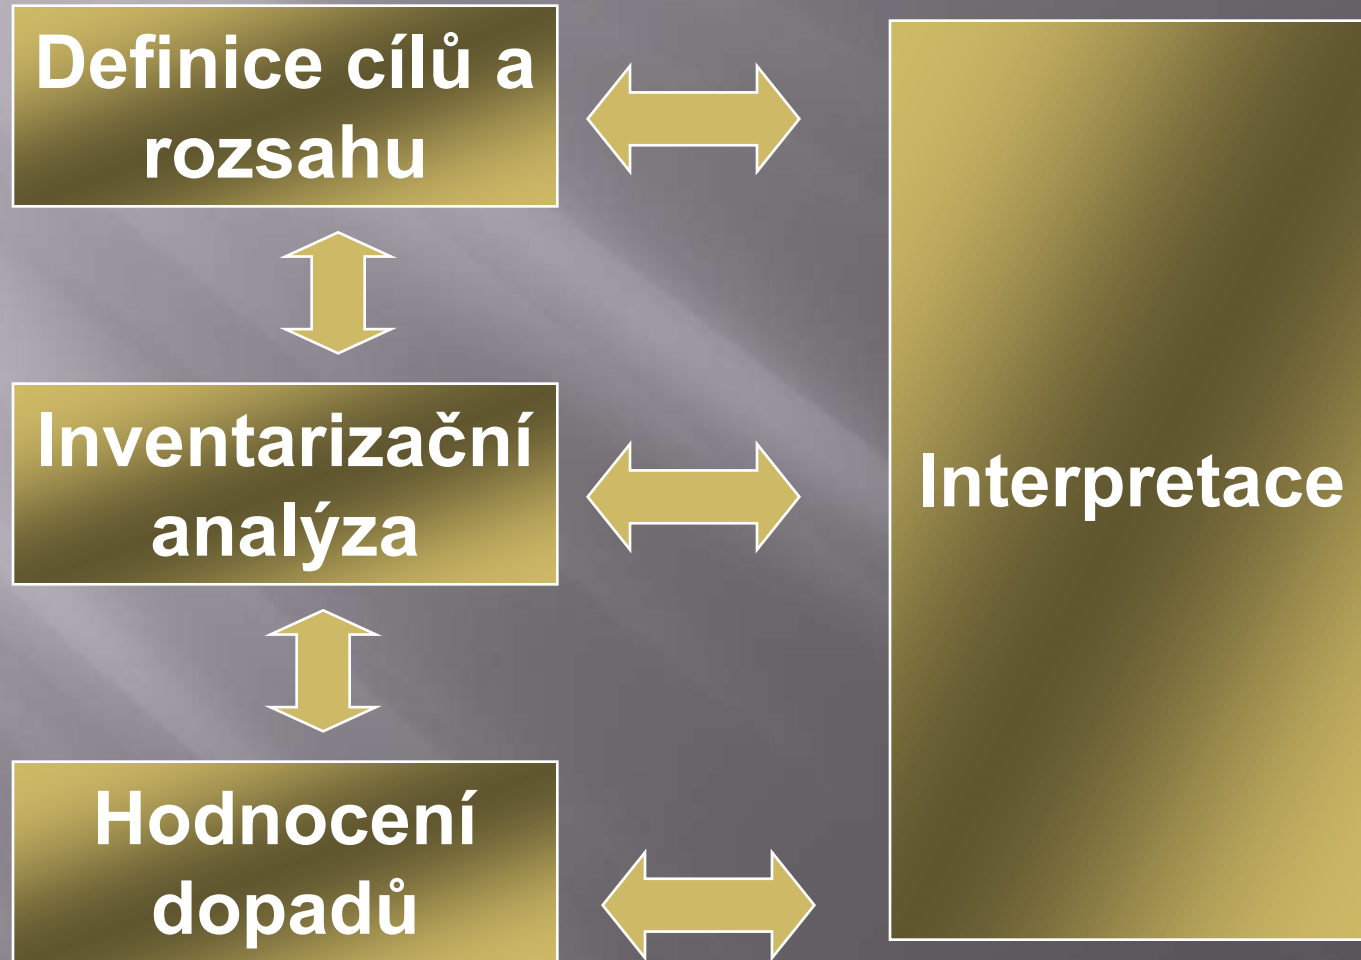 Definice cílů a
rozsahu
Inventarizační
analýza
Interpretace
Hodnocení
dopadů